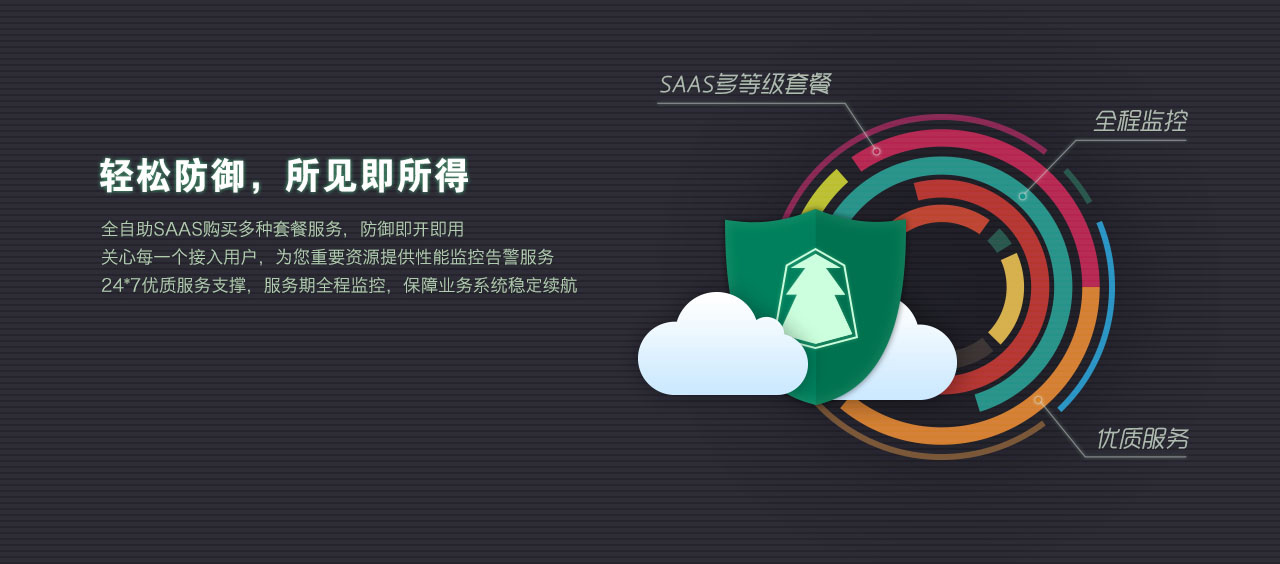 轻松防御，所见即所得
全自助SAAS购买多种套餐服务，防御即开即用
关心每一个接入用户，为您重要资源提供性能监控告警服务
24*7优质服务支撑，服务期全程监控，保障业务系统稳定续航
SAAS多等级套餐
全程监控
优质服务